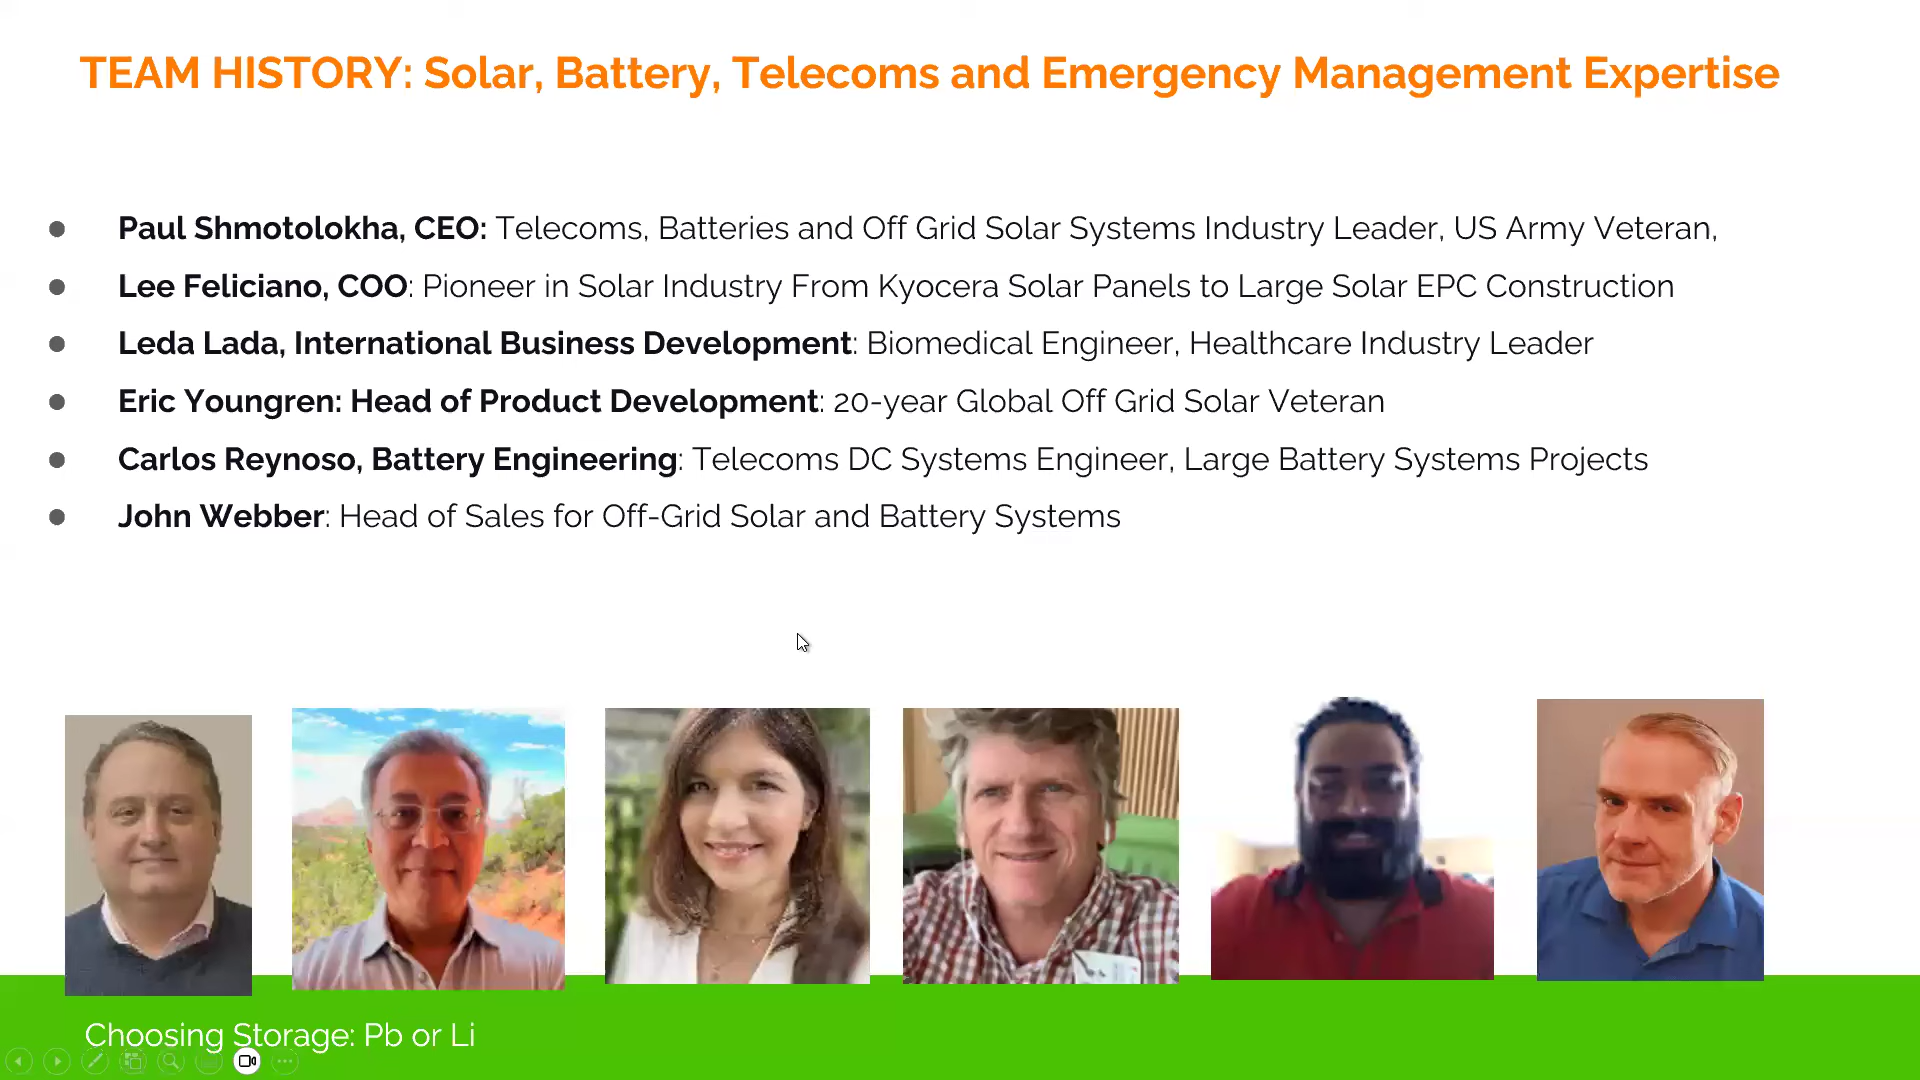 TEAM HISTORY: Solar, Battery, Telecoms and Emergency Management Expertise
● Paul Shmotolokha, CEO: Telecoms, Batteries and Off Grid Solar Systems Industry Leader, US Army Veteran,
● Lee Feliciano, COO: Pioneer in Solar Industry From Kyocera Solar Panels to Large Solar EPC Construction
● Leda Lada, International Business Development: Biomedical Engineer, Healthcare Industry Leader
● Eric Youngren: Head of Product Development: 20-year Global Off Grid Solar Veteran
● Carlos Reynoso, Battery Engineering: Telecoms DC Systems Engineer, Large Battery Systems Projects
● John Webber: Head of Sales for Off-Grid Solar and Battery Systems
Choosing Storage: Pb or Li